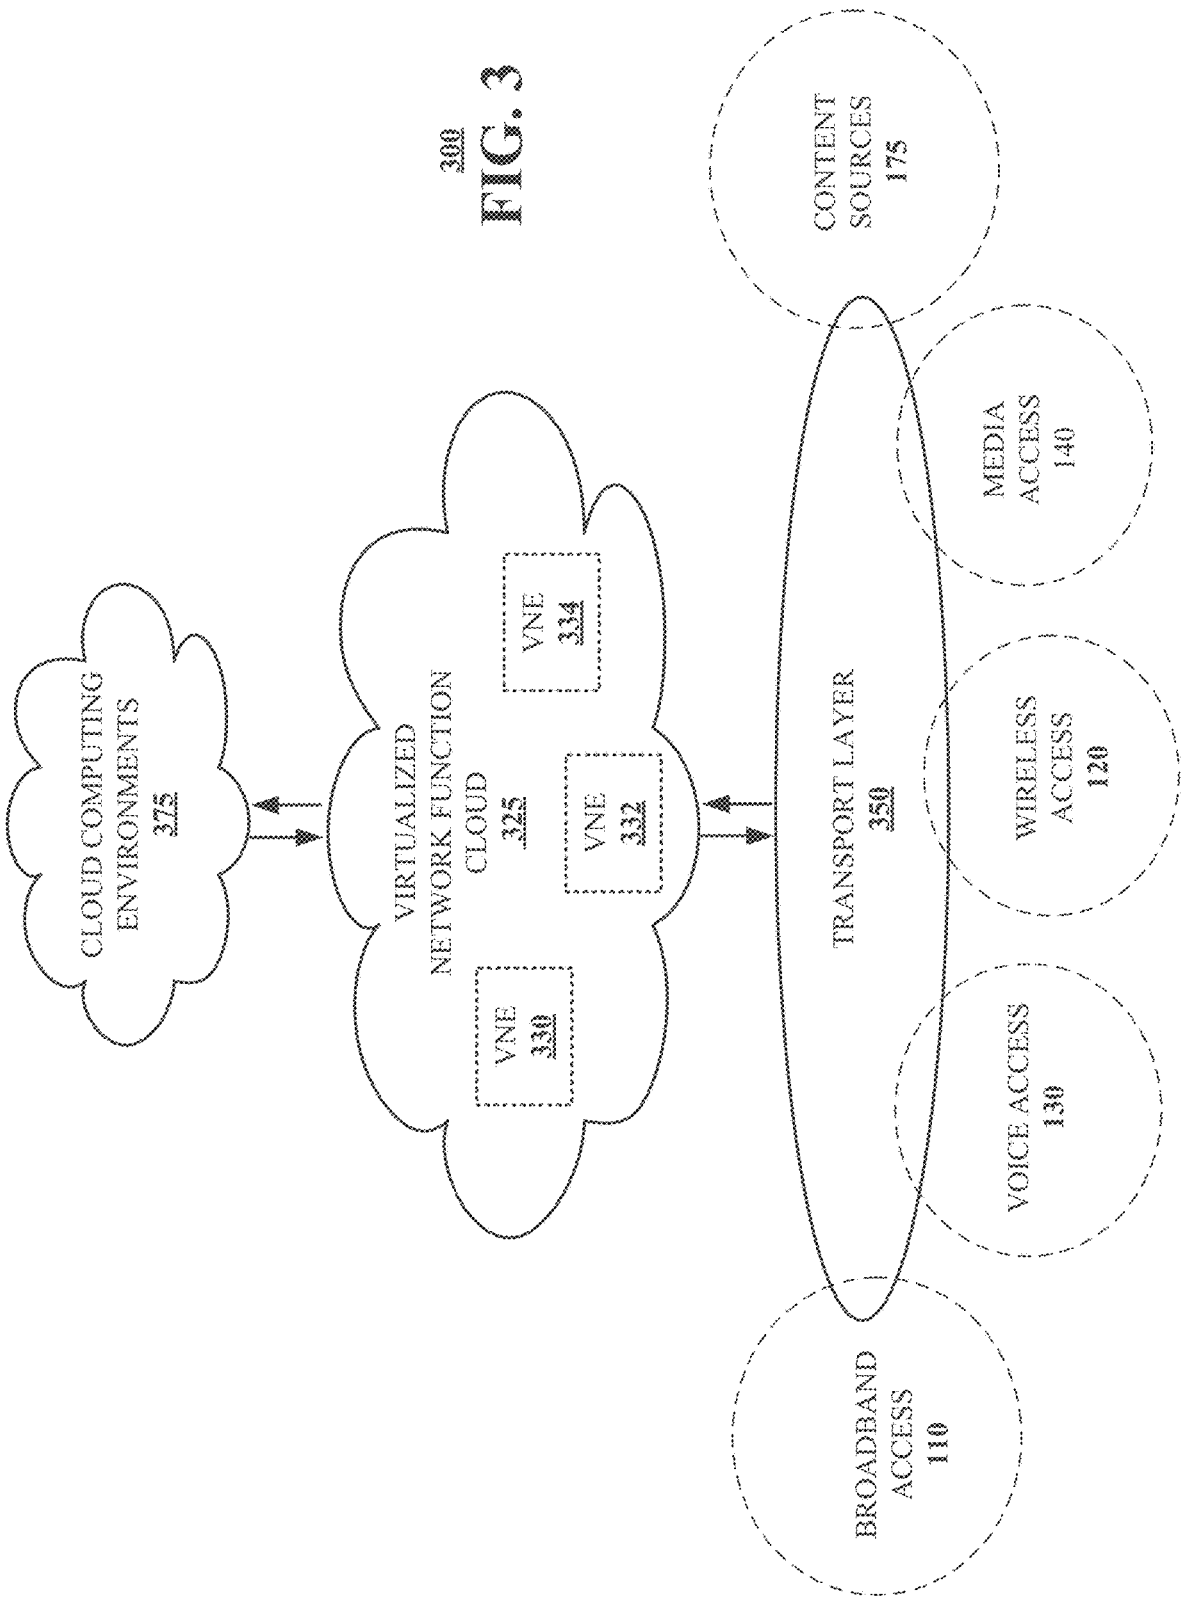 CLOUD COMPUTING
ENVIRONMENTS
375
VIRTUALIZED
NETWORK FUNCTION
CLOUD
325
VNE
330
VNE
332
VNE
334
TRANSPORT LAYER
350
BROADBAND
ACCESS
110
VOICE ACCESS
130
WIRELESS
ACCESS
120
MEDIA
ACCESS
140
CONTENT
SOURCES
175
300
FIG. 3